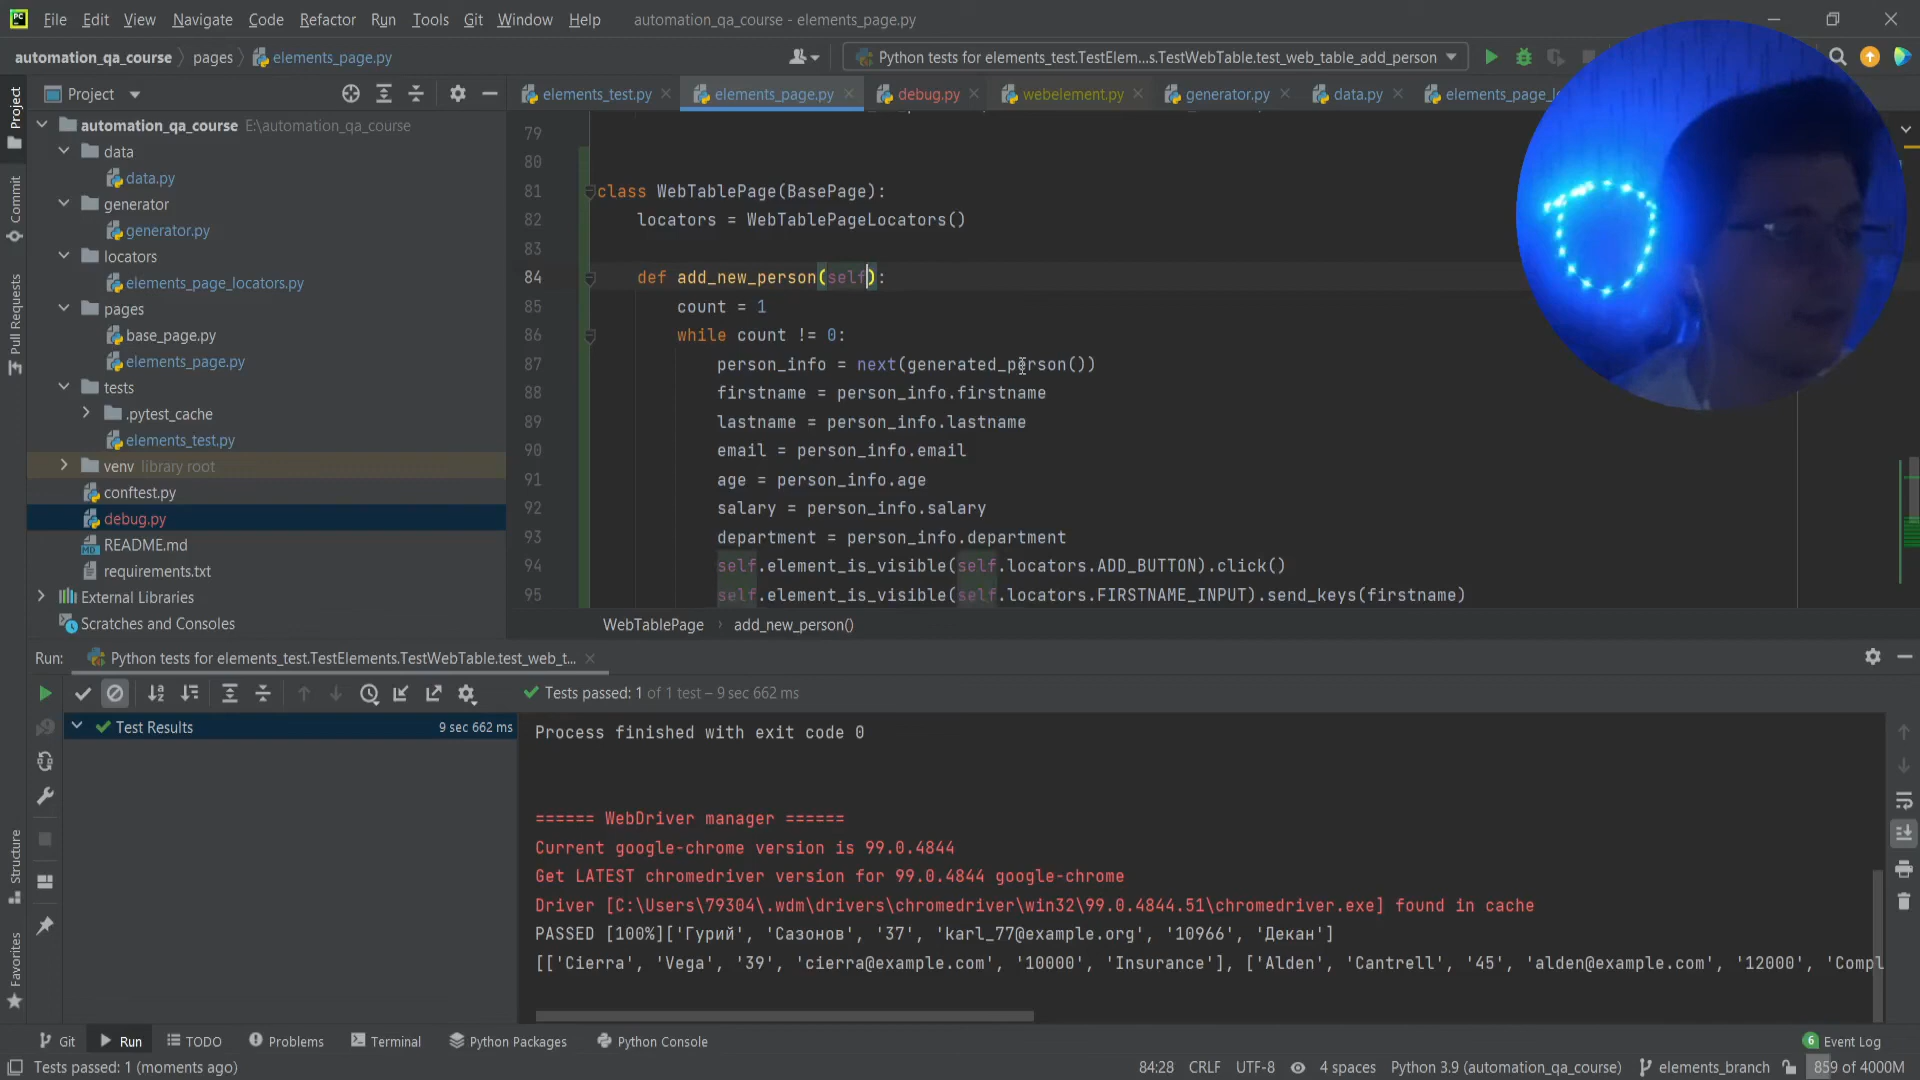 File Edit View Navigate Code Refactor Run Tools Git Window Help automation_qa_course - elements_page.py
automation_qa_course pages elements_page.py
Python tests for elements_test.TestElem...s.TestWebTable.test_web_table_add_person
Project
elements_test.py elements_page.py debug.py webelement.py generator.py data.py elements_page_lo
automation_qa_course E:\automation_qa_course
data
data.py
generator
generator.py
locators
elements_page_locators.py
pages
base_page.py
elements_page.py
tests
.pytest_cache
elements_test.py
venv library root
conftest.py
debug.py
README.md
requirements.txt
External Libraries
Scratches and Consoles
Project
Commit
Pull Requests
Structure
Favorites
79
80
81 class WebTablePage(BasePage):
82 locators = WebTablePageLocators()
83
84 def add_new_person(self):
85 count = 1
86 while count != 0:
87 person_info = next(generated_person())
88 firstname = person_info.firstname
89 lastname = person_info.lastname
90 email = person_info.email
91 age = person_info.age
92 salary = person_info.salary
93 department = person_info.department
94 self.element_is_visible(self.locators.ADD_BUTTON).click()
95 self.element_is_visible(self.locators.FIRSTNAME_INPUT).send_keys(firstname)
WebTablePage add_new_person()
Run: Python tests for elements_test.TestElements.TestWebTable.test_web_t...
Tests passed: 1 of 1 test – 9 sec 662 ms
Test Results 9 sec 662 ms
Process finished with exit code 0
====== WebDriver manager ======
Current google-chrome version is 99.0.4844
Get LATEST chromedriver version for 99.0.4844 google-chrome
Driver [C:\Users\79304\.wdm\drivers\chromedriver\win32\99.0.4844.51\chromedriver.exe] found in cache
PASSED [100%]['Гурий', 'Сазонов', '37', 'karl_77@example.org', '10966', 'Декан']
[['Cierra', 'Vega', '39', 'cierra@example.com', '10000', 'Insurance'], ['Alden', 'Cantrell', '45', 'alden@example.com', '12000', 'Compl
Git Run TODO Problems Terminal Python Packages Python Console 6 Event Log
Tests passed: 1 (moments ago) 84:28 CRLF UTF-8 4 spaces Python 3.9 (automation_qa_course) elements_branch 859 of 4000M